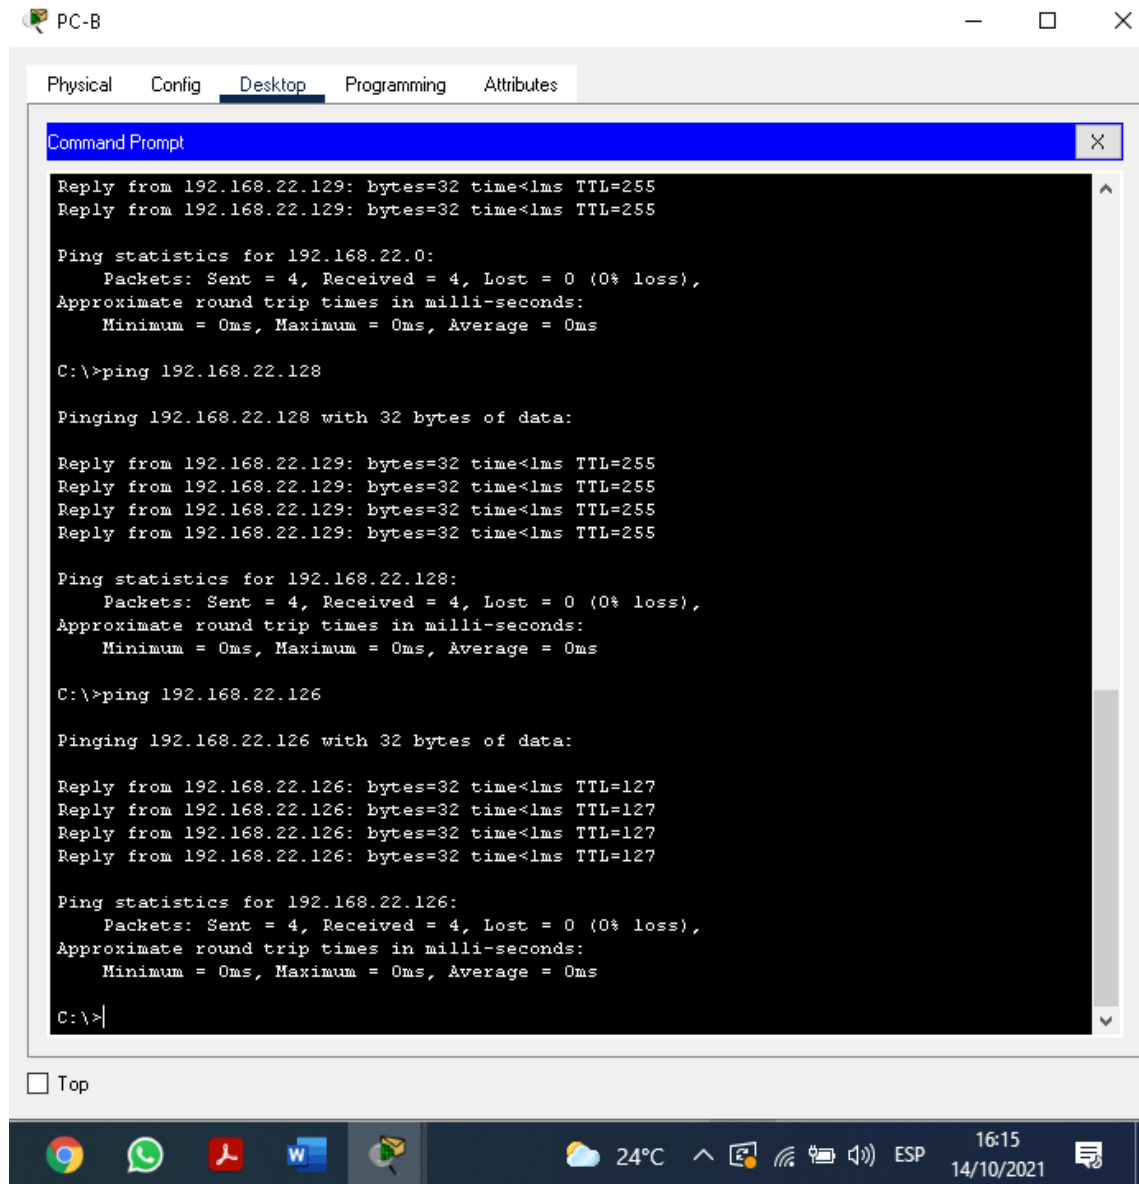 PC-B
Physical Config Desktop Programming Attributes
Command Prompt
X
Reply from 192.168.22.129: bytes=32 time<1ms TTL=255
Reply from 192.168.22.129: bytes=32 time<1ms TTL=255
Ping statistics for 192.168.22.0:
Packets: Sent = 4, Received = 4, Lost = 0 (0% loss),
Approximate round trip times in milli-seconds:
Minimum = 0ms, Maximum = 0ms, Average = 0ms
C:\>ping 192.168.22.128
Pinging 192.168.22.128 with 32 bytes of data:
Reply from 192.168.22.129: bytes=32 time<1ms TTL=255
Reply from 192.168.22.129: bytes=32 time<1ms TTL=255
Reply from 192.168.22.129: bytes=32 time<1ms TTL=255
Reply from 192.168.22.129: bytes=32 time<1ms TTL=255
Ping statistics for 192.168.22.128:
Packets: Sent = 4, Received = 4, Lost = 0 (0% loss),
Approximate round trip times in milli-seconds:
Minimum = 0ms, Maximum = 0ms, Average = 0ms
C:\>ping 192.168.22.126
Pinging 192.168.22.126 with 32 bytes of data:
Reply from 192.168.22.126: bytes=32 time<1ms TTL=127
Reply from 192.168.22.126: bytes=32 time<1ms TTL=127
Reply from 192.168.22.126: bytes=32 time<1ms TTL=127
Reply from 192.168.22.126: bytes=32 time<1ms TTL=127
Ping statistics for 192.168.22.126:
Packets: Sent = 4, Received = 4, Lost = 0 (0% loss),
Approximate round trip times in milli-seconds:
Minimum = 0ms, Maximum = 0ms, Average = 0ms
C:\>
Top
W
24°C
ESP
16:15
14/10/2021